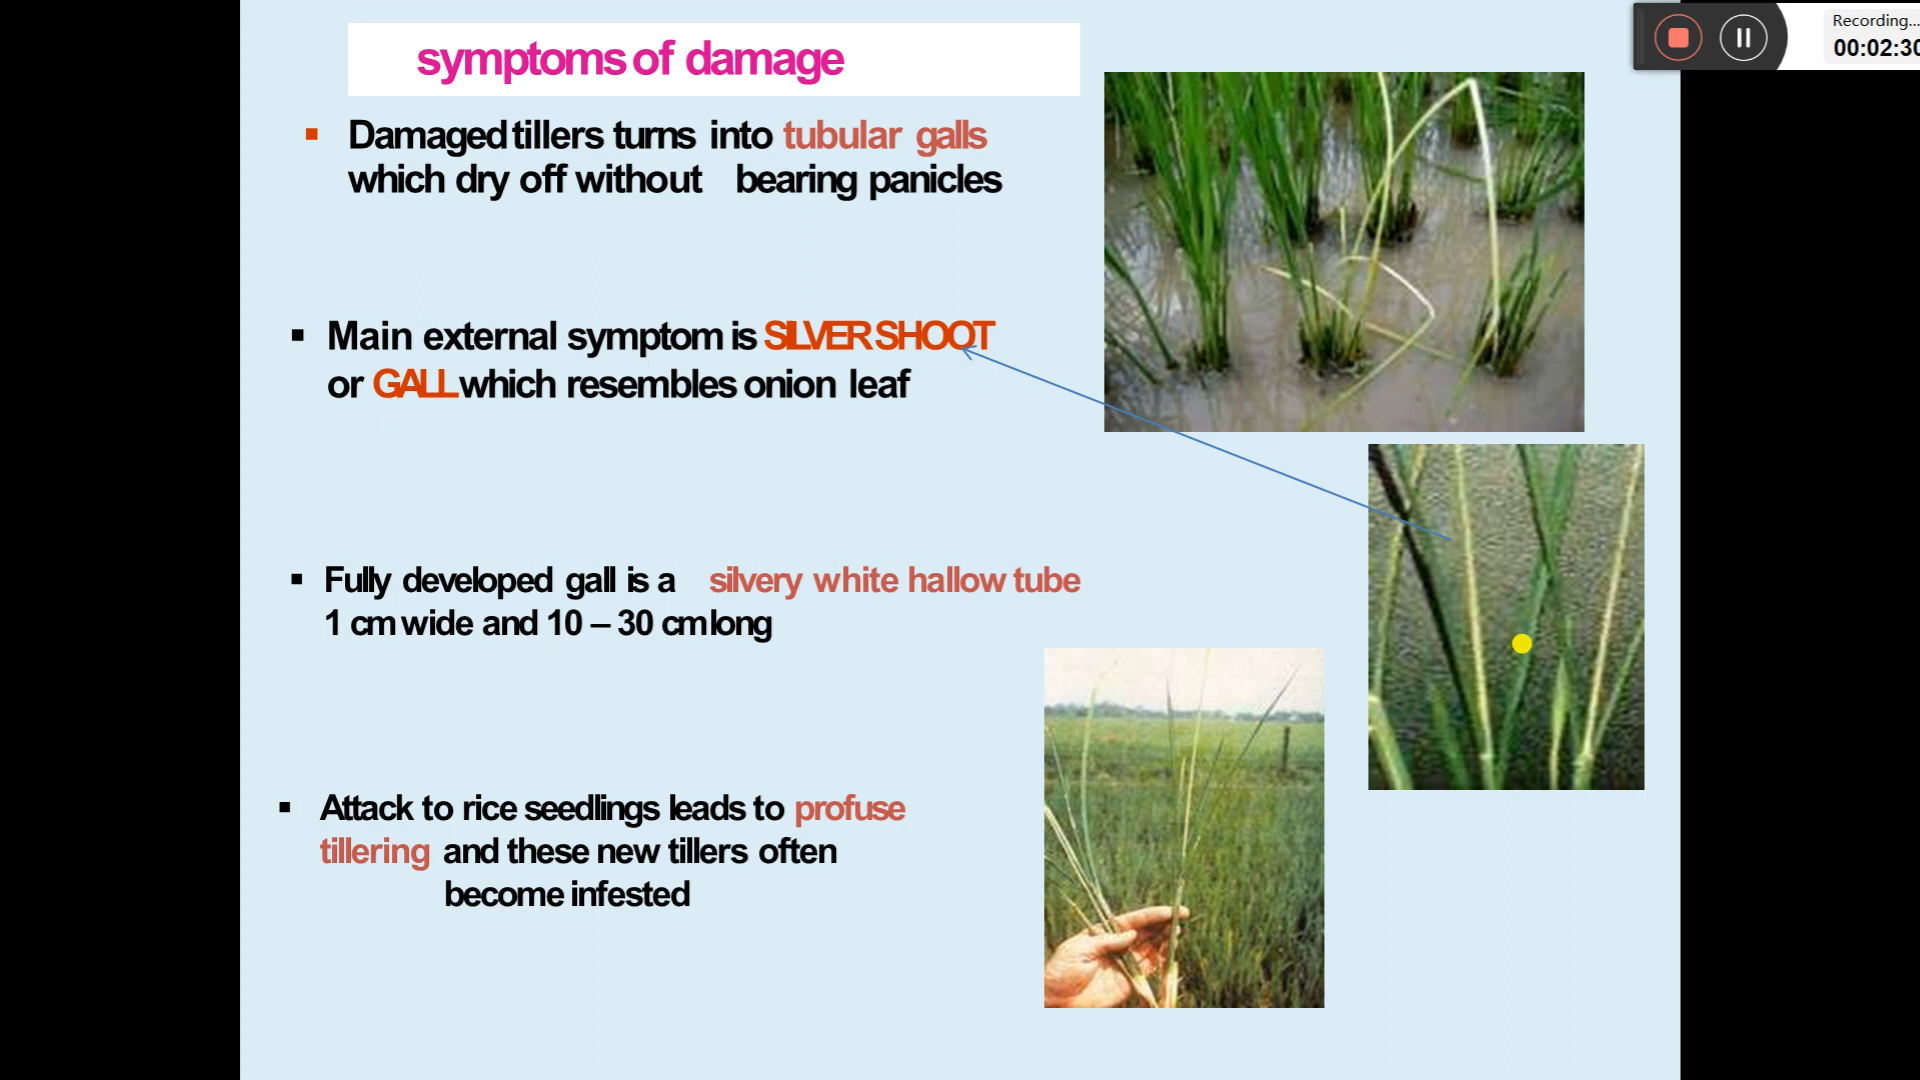 symptoms of damage
Damaged tillers turns into tubular galls
which dry off without bearing panicles
Main external symptom is SILVER SHOOT
or GALL which resembles onion leaf
Fully developed gall is a silvery white hallow tube
1 cm wide and 10 – 30 cm long
Attack to rice seedlings leads to profuse
tillering and these new tillers often
become infested
Recording...
00:02:30